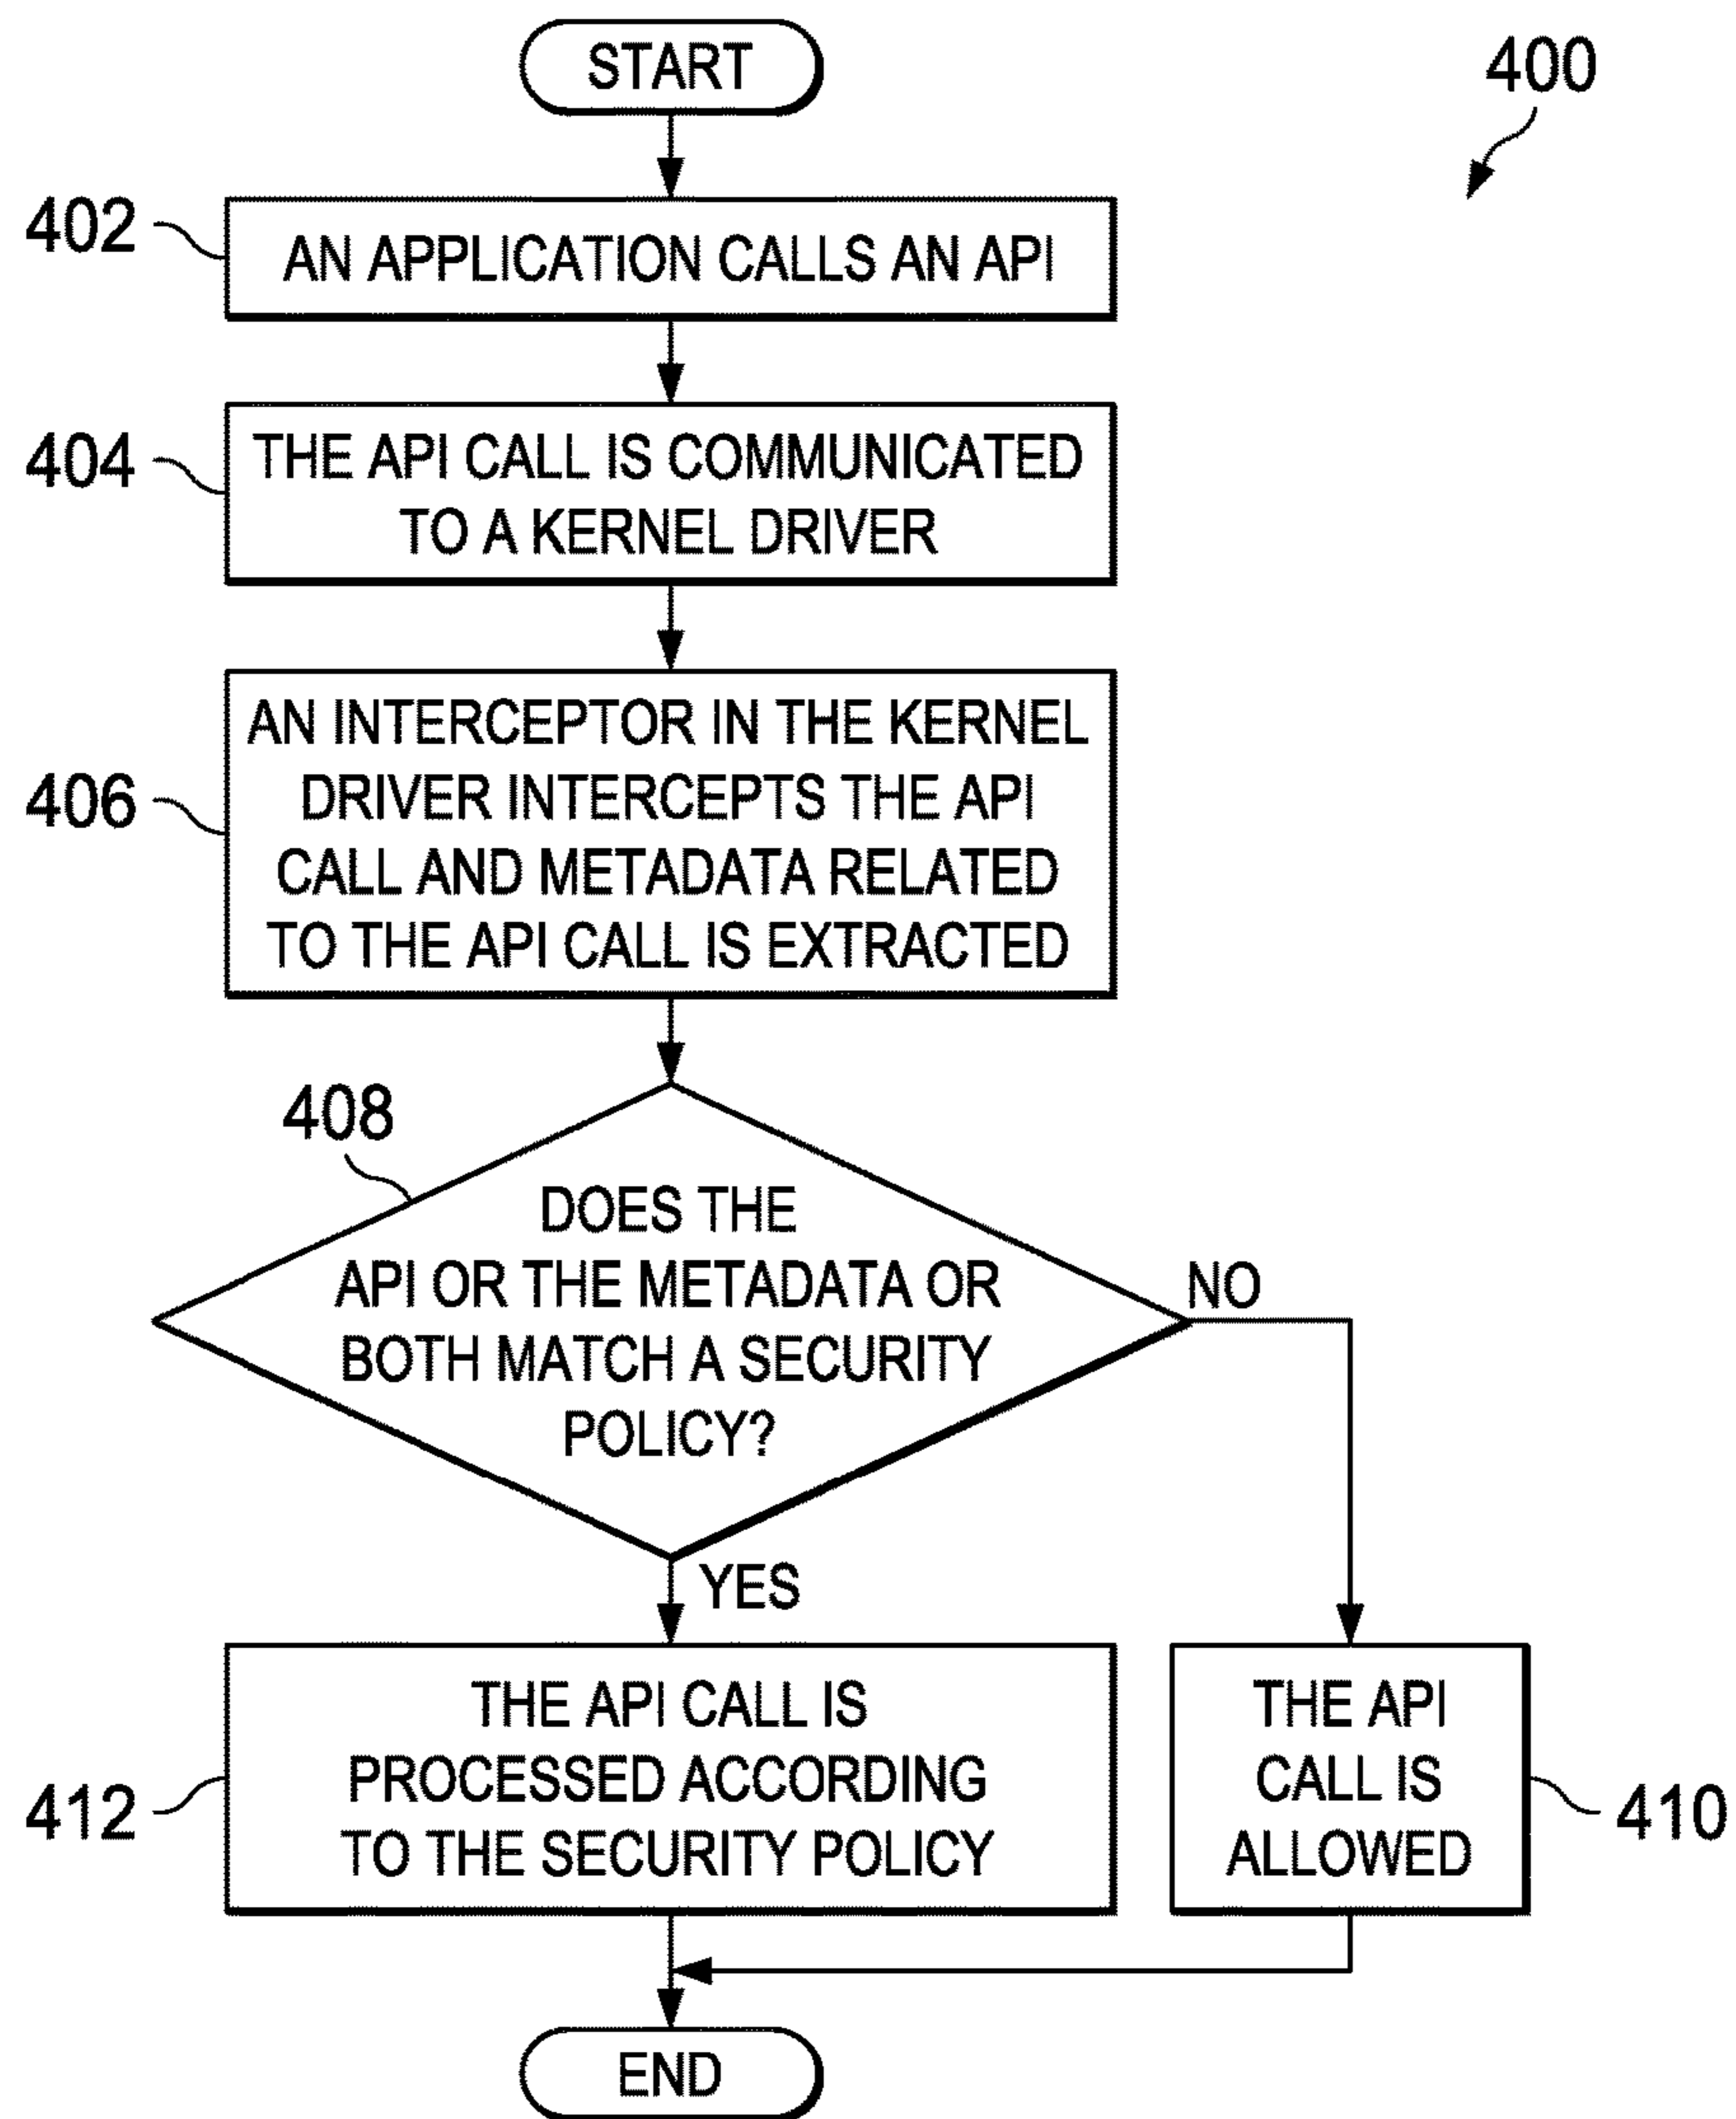 START
400
402
AN APPLICATION CALLS AN API
404
THE API CALL IS COMMUNICATED
TO A KERNEL DRIVER
406
AN INTERCEPTOR IN THE KERNEL
DRIVER INTERCEPTS THE API
CALL AND METADATA RELATED
TO THE API CALL IS EXTRACTED
408
DOES THE
API OR THE METADATA OR
BOTH MATCH A SECURITY
POLICY?
NO
YES
412
THE API CALL IS
PROCESSED ACCORDING
TO THE SECURITY POLICY
THE API
CALL IS
ALLOWED
410
END